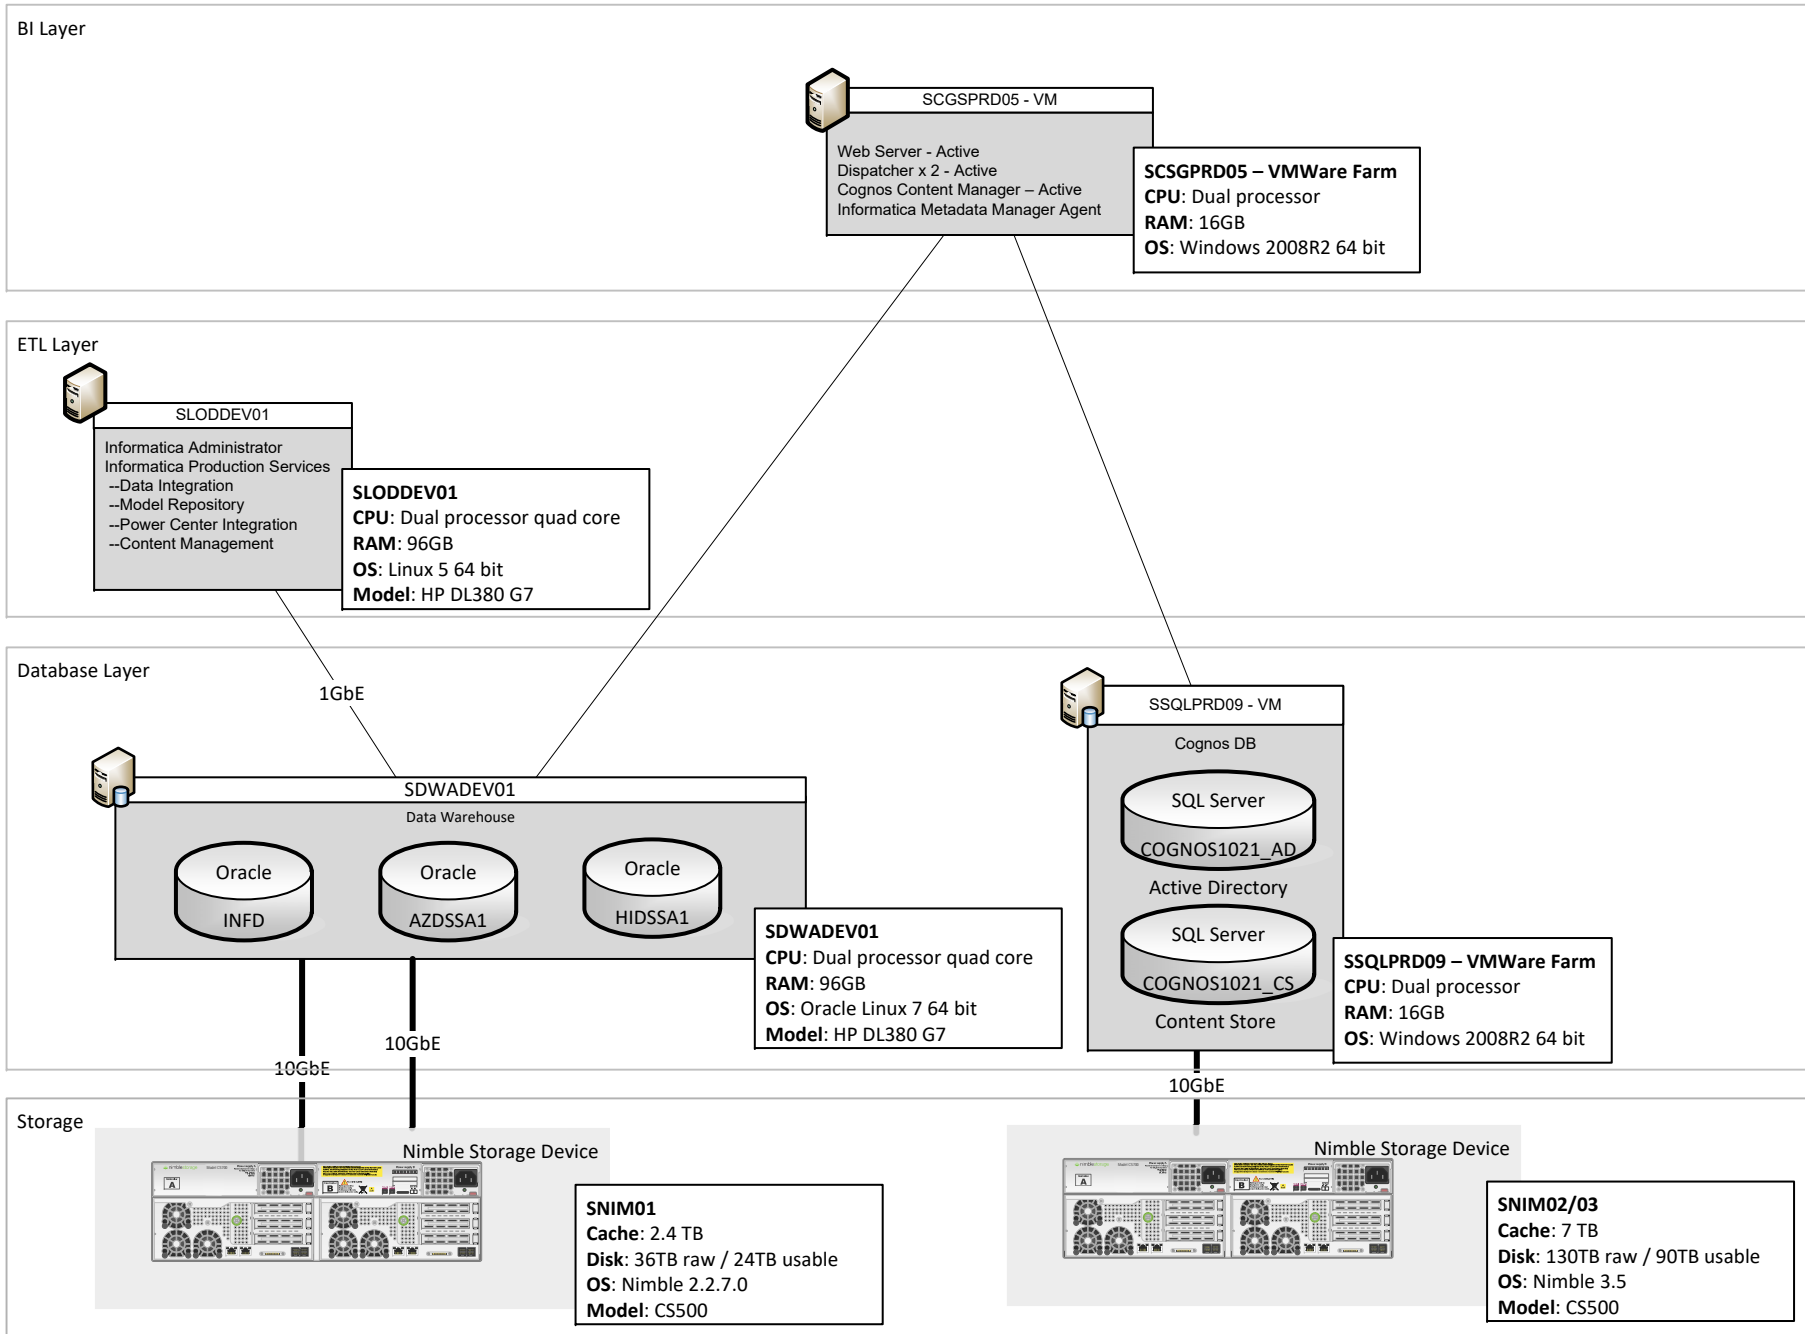 BI Layer
SCGSPRD05 - VM
Web Server - Active
Dispatcher x 2 - Active
Cognos Content Manager – Active
Informatica Metadata Manager Agent
SCSGPRD05 – VMWare Farm
CPU: Dual processor
RAM: 16GB
OS: Windows 2008R2 64 bit
ETL Layer
SLODDEV01
Informatica Administrator
Informatica Production Services
--Data Integration
--Model Repository
--Power Center Integration
--Content Management
SLODDEV01
CPU: Dual processor quad core
RAM: 96GB
OS: Linux 5 64 bit
Model: HP DL380 G7
Database Layer
1GbE
SDWADEV01
Data Warehouse
Oracle
INFD
Oracle
AZDSSA1
Oracle
HIDSSA1
SDWADEV01
CPU: Dual processor quad core
RAM: 96GB
OS: Oracle Linux 7 64 bit
Model: HP DL380 G7
SSQLPRD09 - VM
Cognos DB
SQL Server
COGNOS1021_AD
Active Directory
SQL Server
COGNOS1021_CS
Content Store
SSQLPRD09 – VMWare Farm
CPU: Dual processor
RAM: 16GB
OS: Windows 2008R2 64 bit
10GbE
10GbE
10GbE
Storage
Nimble Storage Device
A
B
SNIM01
Cache: 2.4 TB
Disk: 36TB raw / 24TB usable
OS: Nimble 2.2.7.0
Model: CS500
Nimble Storage Device
A
B
SNIM02/03
Cache: 7 TB
Disk: 130TB raw / 90TB usable
OS: Nimble 3.5
Model: CS500